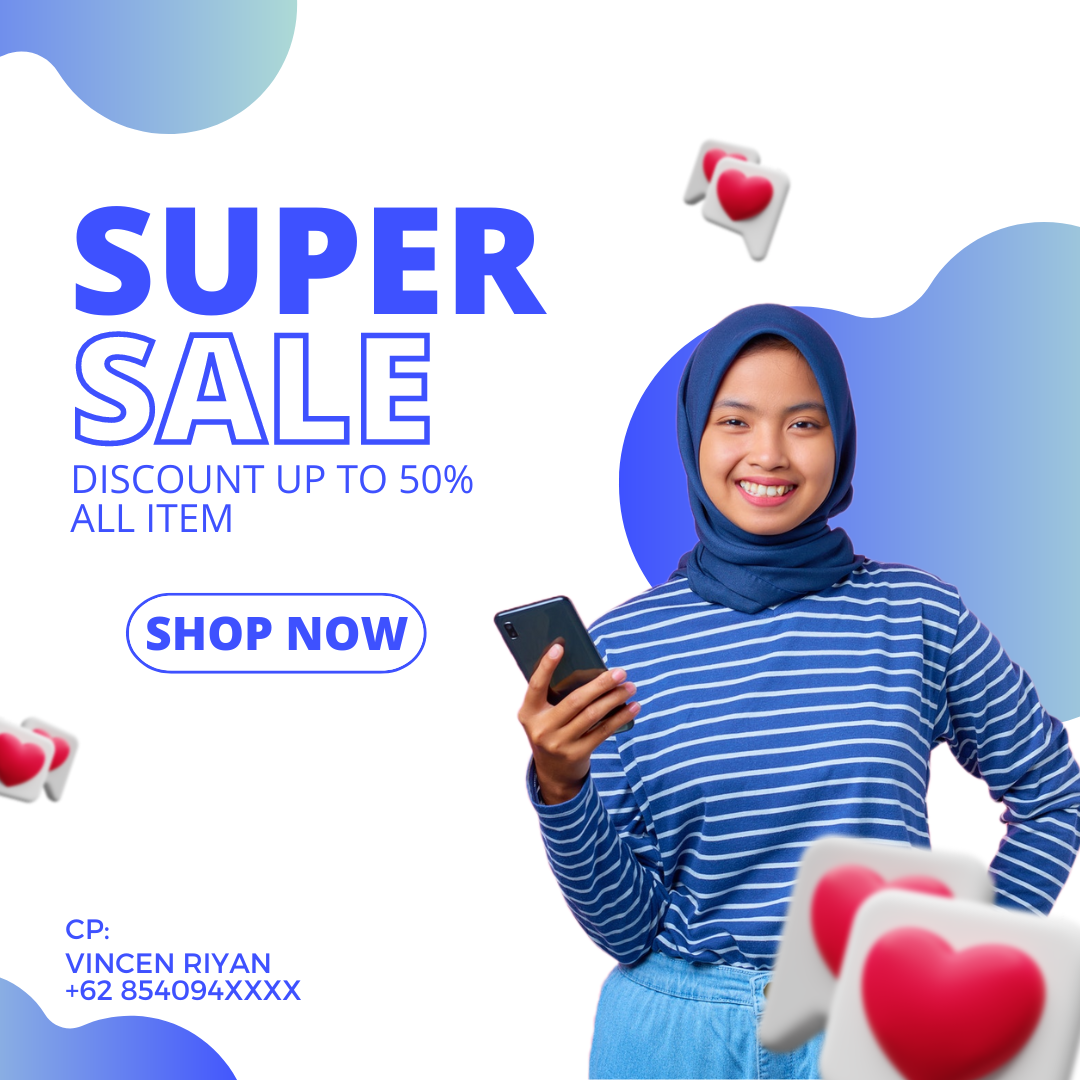 SUPER
SALE
DISCOUNT UP TO 50%
ALL ITEM
SHOP NOW
CP:
VINCEN RIYAN
+62 854094XXXX